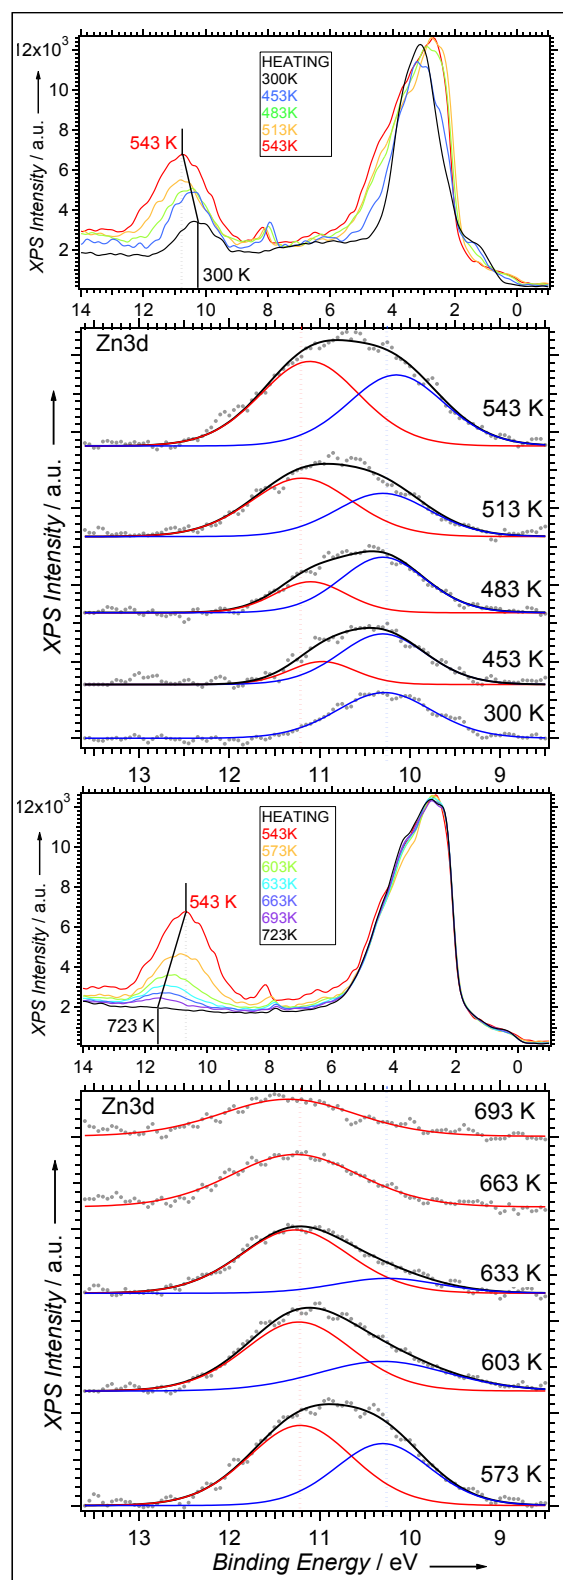 12x10³
10
8
6
4
2
XPS Intensity / a.u.
HEATING
300K
453K
483K
513K
543K
543 K
300 K
14 12 10 8 6 4 2 0
Zn3d
543 K
513 K
483 K
453 K
300 K
XPS Intensity / a.u.
13 12 11 10 9
12x10³
10
8
6
4
2
XPS Intensity / a.u.
HEATING
543K
573K
603K
633K
663K
693K
723K
543 K
723 K
14 12 10 8 6 4 2 0
Zn3d
693 K
663 K
633 K
603 K
573 K
XPS Intensity / a.u.
13 12 11 10 9
Binding Energy / eV